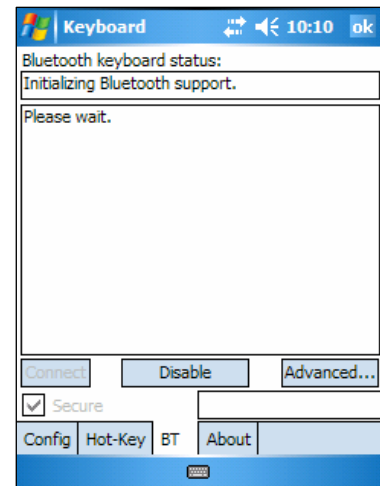 Keyboard 10:10 ok
Bluetooth keyboard status:
Initializing Bluetooth support.
Please wait.
Connect Disable Advanced...
Secure
Config Hot-Key BT About